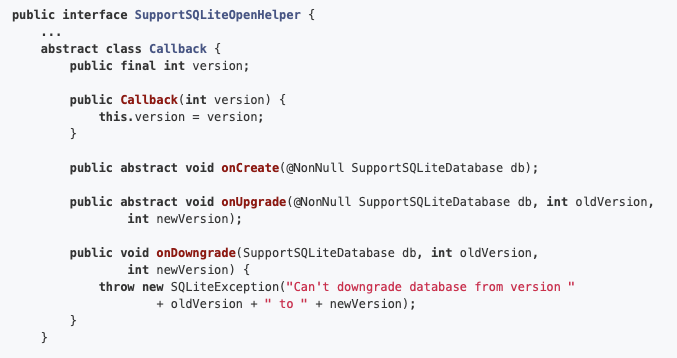 public interface SupportSQLiteOpenHelper {
    ...
    abstract class Callback {
        public final int version;

        public Callback(int version) {
            this.version = version;
        }

        public abstract void onCreate(@NonNull SupportSQLiteDatabase db);

        public abstract void onUpgrade(@NonNull SupportSQLiteDatabase db, int oldVersion,
                int newVersion);

        public void onDowngrade(SupportSQLiteDatabase db, int oldVersion,
                int newVersion) {
            throw new SQLiteException("Can't downgrade database from version "
                    + oldVersion + " to " + newVersion);
        }
    }